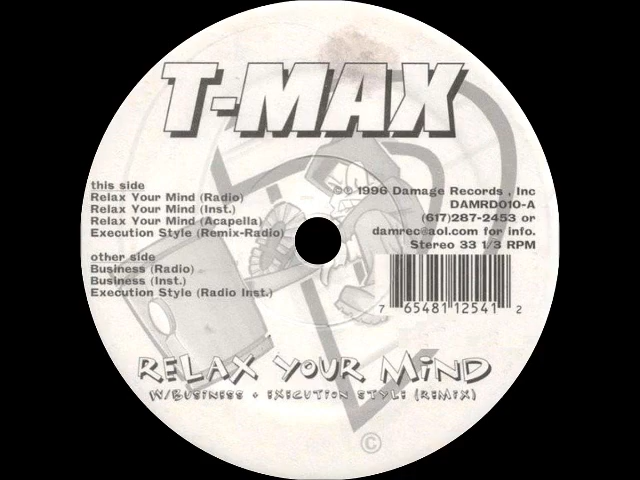 T-MAX
this side
Relax Your Mind (Radio)
Relax Your Mind (Inst.)
Relax Your Mind (Acapella)
Execution Style (Remix-Radio)
other side
Business (Radio)
Business (Inst.)
Execution Style (Radio Inst.)
℗© 1996 Damage Records , Inc
DAMRD010-A
(617)287-2453 or
damrec@aol.com for info.
Stereo 33 1/3 RPM
7 65481 12541 2
RELAX YOUR MiND
W/BUSINESS + EXECUTION STYLE (REMIX)
©